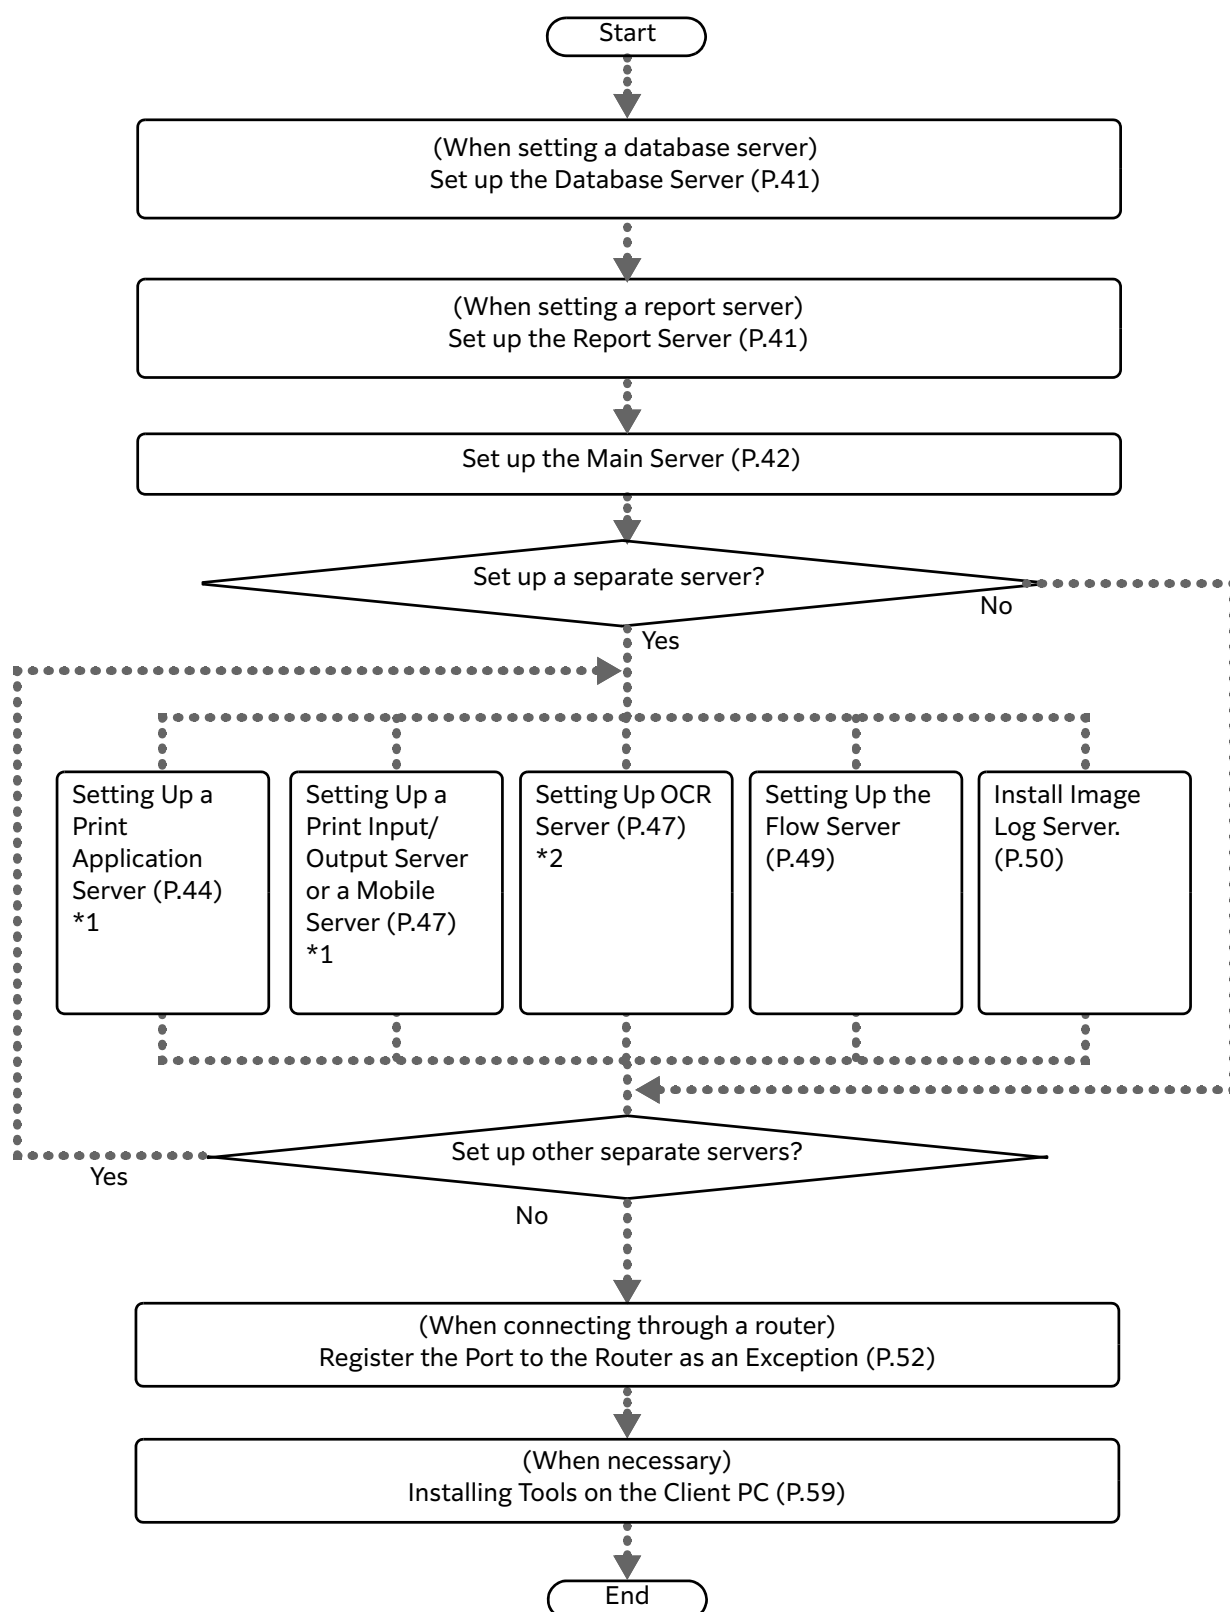 Start
(When setting a database server)
Set up the Database Server (P.41)
(When setting a report server)
Set up the Report Server (P.41)
Set up the Main Server (P.42)
Set up a separate server?
No
Yes
Setting Up a
Print
Application
Server (P.44)
*1
Setting Up a
Print Input/
Output Server
or a Mobile
Server (P.47)
*1
Setting Up OCR
Server (P.47)
*2
Setting Up the
Flow Server
(P.49)
Install Image
Log Server.
(P.50)
Set up other separate servers?
Yes
No
(When connecting through a router)
Register the Port to the Router as an Exception (P.52)
(When necessary)
Installing Tools on the Client PC (P.59)
End